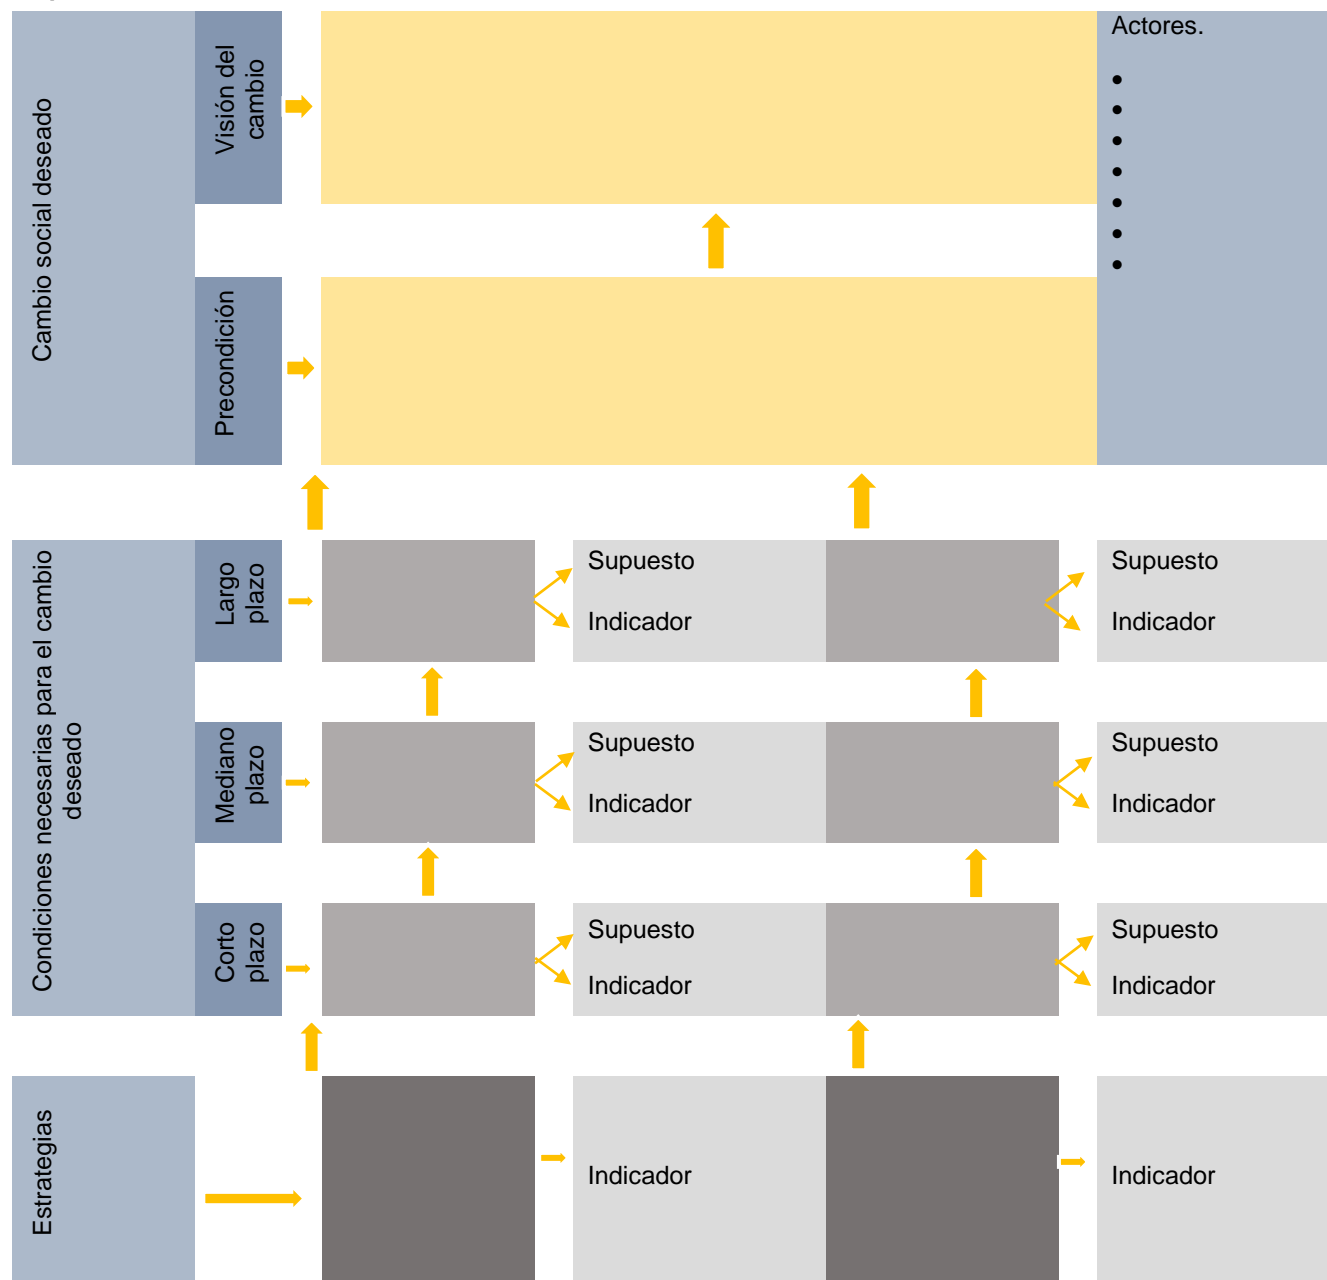 Cambio social deseado
Visión del
cambio
Actores.
•
•
•
•
•
•
•
Precondición
Condiciones necesarias para el cambio
deseado
Largo
plazo
Supuesto
Indicador
Supuesto
Indicador
Mediano
plazo
Supuesto
Indicador
Supuesto
Indicador
Corto
plazo
Supuesto
Indicador
Supuesto
Indicador
Estrategias
Indicador
Indicador